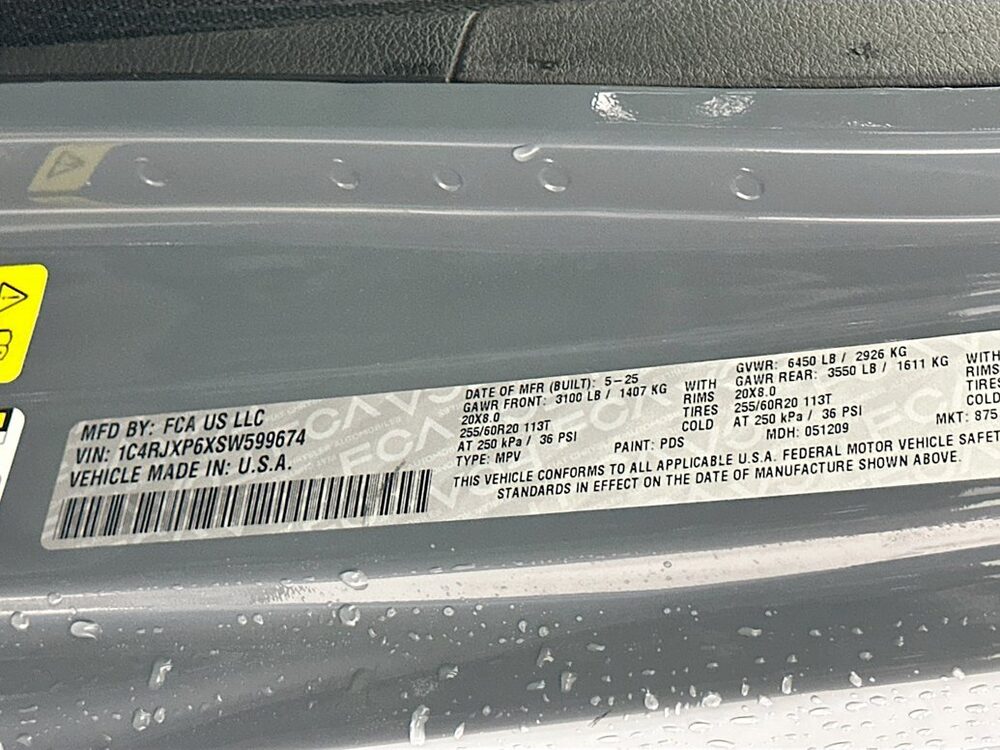 MFD BY: FCA US LLC
VIN: 1C4RJXP6XSW599674
VEHICLE MADE IN: U.S.A.
DATE OF MFR (BUILT): 5-25
GAWR FRONT: 3100 LB / 1407 KG
20X8.0
255/60R20 113T
AT 250 kPa / 36 PSI
TYPE: MPV
WITH
RIMS
TIRES
COLD
PAINT: PDS
GVWR: 6450 LB / 2926 KG
GAWR REAR: 3550 LB / 1611 KG
20X8.0
255/60R20 113T
AT 250 kPa / 36 PSI
MDH: 051209
WITH
RIMS
TIRES
COLD
MKT: 875
THIS VEHICLE CONFORMS TO ALL APPLICABLE U.S.A. FEDERAL MOTOR VEHICLE SAFET
STANDARDS IN EFFECT ON THE DATE OF MANUFACTURE SHOWN ABOVE.